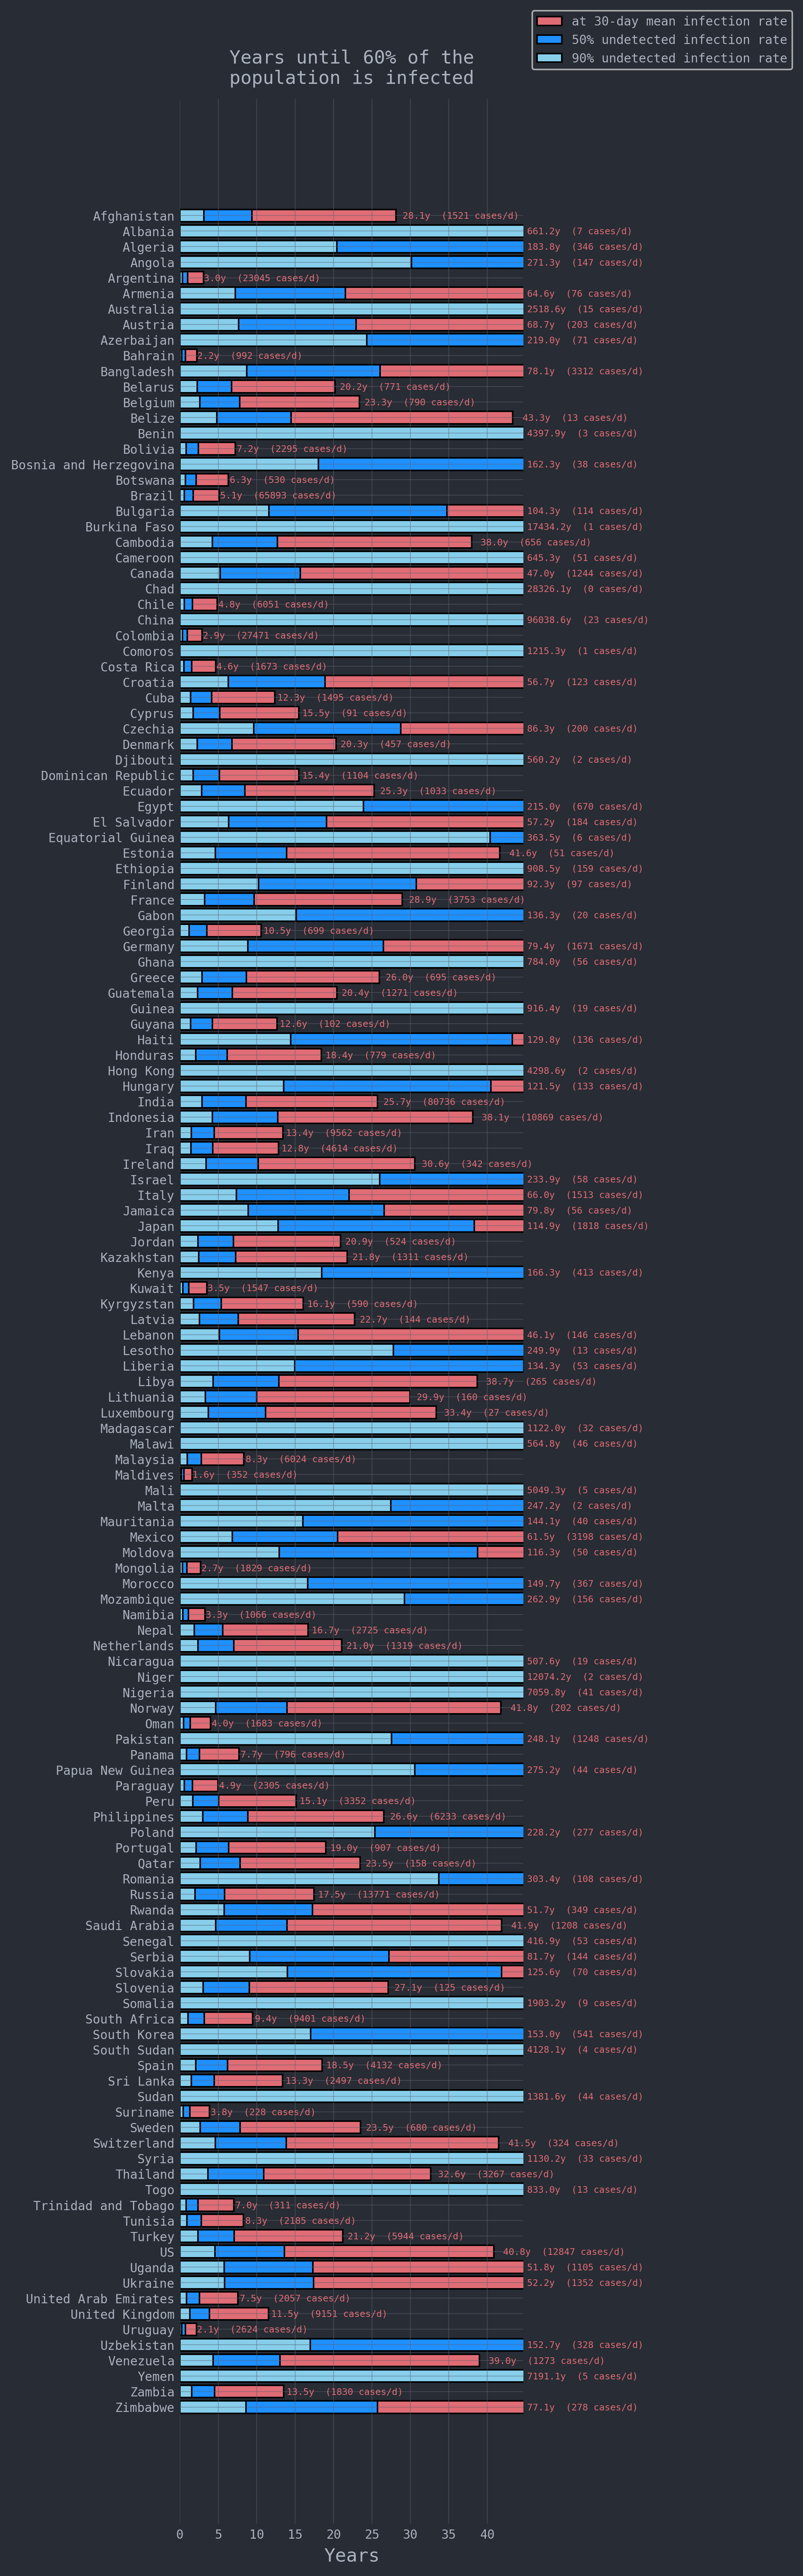 at 30-day mean infection rate
50% undetected infection rate
90% undetected infection rate
Years until 60% of the
population is infected
Afghanistan 28.1y (1521 cases/d)
Albania 661.2y (7 cases/d)
Algeria 183.8y (346 cases/d)
Angola 271.3y (147 cases/d)
Argentina 3.0y (23045 cases/d)
Armenia 64.6y (76 cases/d)
Australia 2518.6y (15 cases/d)
Austria 68.7y (203 cases/d)
Azerbaijan 219.0y (71 cases/d)
Bahrain 2.2y (992 cases/d)
Bangladesh 78.1y (3312 cases/d)
Belarus 20.2y (771 cases/d)
Belgium 23.3y (790 cases/d)
Belize 43.3y (13 cases/d)
Benin 4397.9y (3 cases/d)
Bolivia 7.2y (2295 cases/d)
Bosnia and Herzegovina 162.3y (38 cases/d)
Botswana 6.3y (530 cases/d)
Brazil 5.1y (65893 cases/d)
Bulgaria 104.3y (114 cases/d)
Burkina Faso 17434.2y (1 cases/d)
Cambodia 38.0y (656 cases/d)
Cameroon 645.3y (51 cases/d)
Canada 47.0y (1244 cases/d)
Chad 28326.1y (0 cases/d)
Chile 4.8y (6051 cases/d)
China 96038.6y (23 cases/d)
Colombia 2.9y (27471 cases/d)
Comoros 1215.3y (1 cases/d)
Costa Rica 4.6y (1673 cases/d)
Croatia 56.7y (123 cases/d)
Cuba 12.3y (1495 cases/d)
Cyprus 15.5y (91 cases/d)
Czechia 86.3y (200 cases/d)
Denmark 20.3y (457 cases/d)
Djibouti 560.2y (2 cases/d)
Dominican Republic 15.4y (1104 cases/d)
Ecuador 25.3y (1033 cases/d)
Egypt 215.0y (670 cases/d)
El Salvador 57.2y (184 cases/d)
Equatorial Guinea 363.5y (6 cases/d)
Estonia 41.6y (51 cases/d)
Ethiopia 908.5y (159 cases/d)
Finland 92.3y (97 cases/d)
France 28.9y (3753 cases/d)
Gabon 136.3y (20 cases/d)
Georgia 10.5y (699 cases/d)
Germany 79.4y (1671 cases/d)
Ghana 784.0y (56 cases/d)
Greece 26.0y (695 cases/d)
Guatemala 20.4y (1271 cases/d)
Guinea 916.4y (19 cases/d)
Guyana 12.6y (102 cases/d)
Haiti 129.8y (136 cases/d)
Honduras 18.4y (779 cases/d)
Hong Kong 4298.6y (2 cases/d)
Hungary 121.5y (133 cases/d)
India 25.7y (80736 cases/d)
Indonesia 38.1y (10869 cases/d)
Iran 13.4y (9562 cases/d)
Iraq 12.8y (4614 cases/d)
Ireland 30.6y (342 cases/d)
Israel 233.9y (58 cases/d)
Italy 66.0y (1513 cases/d)
Jamaica 79.8y (56 cases/d)
Japan 114.9y (1818 cases/d)
Jordan 20.9y (524 cases/d)
Kazakhstan 21.8y (1311 cases/d)
Kenya 166.3y (413 cases/d)
Kuwait 3.5y (1547 cases/d)
Kyrgyzstan 16.1y (590 cases/d)
Latvia 22.7y (144 cases/d)
Lebanon 46.1y (146 cases/d)
Lesotho 249.9y (13 cases/d)
Liberia 134.3y (53 cases/d)
Libya 38.7y (265 cases/d)
Lithuania 29.9y (160 cases/d)
Luxembourg 33.4y (27 cases/d)
Madagascar 1122.0y (32 cases/d)
Malawi 564.8y (46 cases/d)
Malaysia 8.3y (6024 cases/d)
Maldives 1.6y (352 cases/d)
Mali 5049.3y (5 cases/d)
Malta 247.2y (2 cases/d)
Mauritania 144.1y (40 cases/d)
Mexico 61.5y (3198 cases/d)
Moldova 116.3y (50 cases/d)
Mongolia 2.7y (1829 cases/d)
Morocco 149.7y (367 cases/d)
Mozambique 262.9y (156 cases/d)
Namibia 3.3y (1066 cases/d)
Nepal 16.7y (2725 cases/d)
Netherlands 21.0y (1319 cases/d)
Nicaragua 507.6y (19 cases/d)
Niger 12074.2y (2 cases/d)
Nigeria 7059.8y (41 cases/d)
Norway 41.8y (202 cases/d)
Oman 4.0y (1683 cases/d)
Pakistan 248.1y (1248 cases/d)
Panama 7.7y (796 cases/d)
Papua New Guinea 275.2y (44 cases/d)
Paraguay 4.9y (2305 cases/d)
Peru 15.1y (3352 cases/d)
Philippines 26.6y (6233 cases/d)
Poland 228.2y (277 cases/d)
Portugal 19.0y (907 cases/d)
Qatar 23.5y (158 cases/d)
Romania 303.4y (108 cases/d)
Russia 17.5y (13771 cases/d)
Rwanda 51.7y (349 cases/d)
Saudi Arabia 41.9y (1208 cases/d)
Senegal 416.9y (53 cases/d)
Serbia 81.7y (144 cases/d)
Slovakia 125.6y (70 cases/d)
Slovenia 27.1y (125 cases/d)
Somalia 1903.2y (9 cases/d)
South Africa 9.4y (9401 cases/d)
South Korea 153.0y (541 cases/d)
South Sudan 4128.1y (4 cases/d)
Spain 18.5y (4132 cases/d)
Sri Lanka 13.3y (2497 cases/d)
Sudan 1381.6y (44 cases/d)
Suriname 3.8y (228 cases/d)
Sweden 23.5y (680 cases/d)
Switzerland 41.5y (324 cases/d)
Syria 1130.2y (33 cases/d)
Thailand 32.6y (3267 cases/d)
Togo 833.0y (13 cases/d)
Trinidad and Tobago 7.0y (311 cases/d)
Tunisia 8.3y (2185 cases/d)
Turkey 21.2y (5944 cases/d)
US 40.8y (12847 cases/d)
Uganda 51.8y (1105 cases/d)
Ukraine 52.2y (1352 cases/d)
United Arab Emirates 7.5y (2057 cases/d)
United Kingdom 11.5y (9151 cases/d)
Uruguay 2.1y (2624 cases/d)
Uzbekistan 152.7y (328 cases/d)
Venezuela 39.0y (1273 cases/d)
Yemen 7191.1y (5 cases/d)
Zambia 13.5y (1830 cases/d)
Zimbabwe 77.1y (278 cases/d)
0 5 10 15 20 25 30 35 40
Years